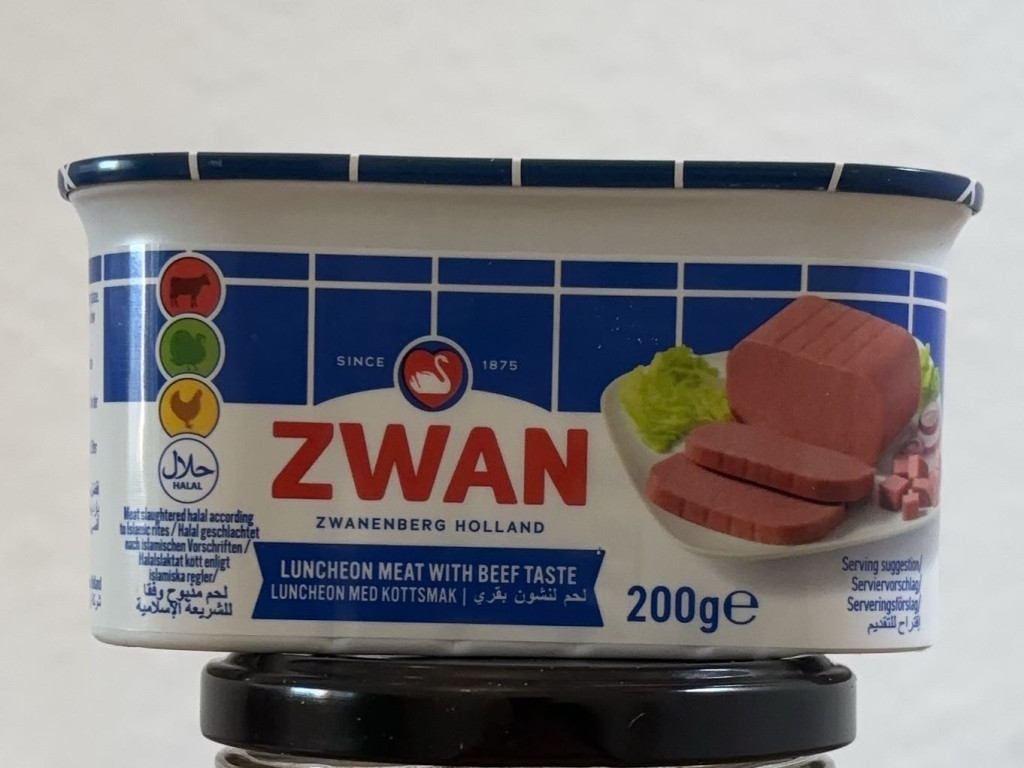 SINCE 1875
ZWAN
ZWANENBERG HOLLAND
LUNCHEON MEAT WITH BEEF TASTE
LUNCHEON MED KOTTSMAK | لحم لنشون بقري
200g℮
حلال
HALAL
Meat slaughtered halal according
to islamic rites / Halal geschlachtet
nach islamischen Vorschriften /
Halalslaktat kott enligt
islamiska regler/
لحم مذبوح وفقا
للشريعة الإسلامية
Serving suggestion/
Serviervorschlag/
Serveringsförslag/
إقتراح للتقديم